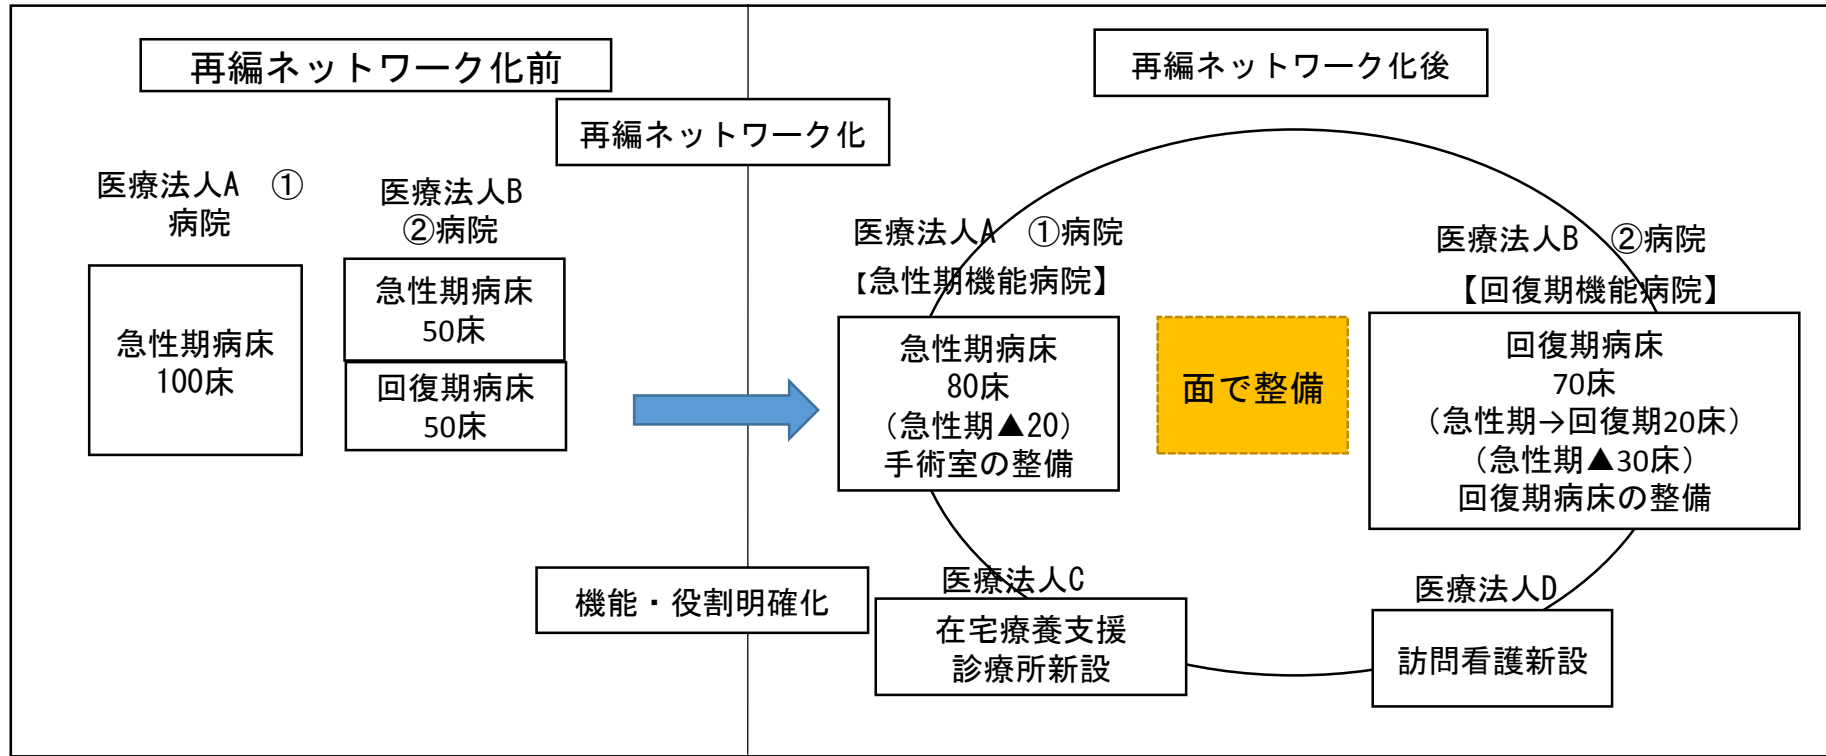 再編ネットワーク化前
再編ネットワーク化
再編ネットワーク化後
医療法人A ①
病院
医療法人B
②病院
急性期病床
100床
急性期病床
50床
回復期病床
50床
機能・役割明確化
医療法人A ①病院
【急性期機能病院】
急性期病床
80床
(急性期▲20)
手術室の整備
面で整備
医療法人B ②病院
【回復期機能病院】
回復期病床
70床
(急性期→回復期20床)
(急性期▲30床)
回復期病床の整備
医療法人C
在宅療養支援
診療所新設
医療法人D
訪問看護新設